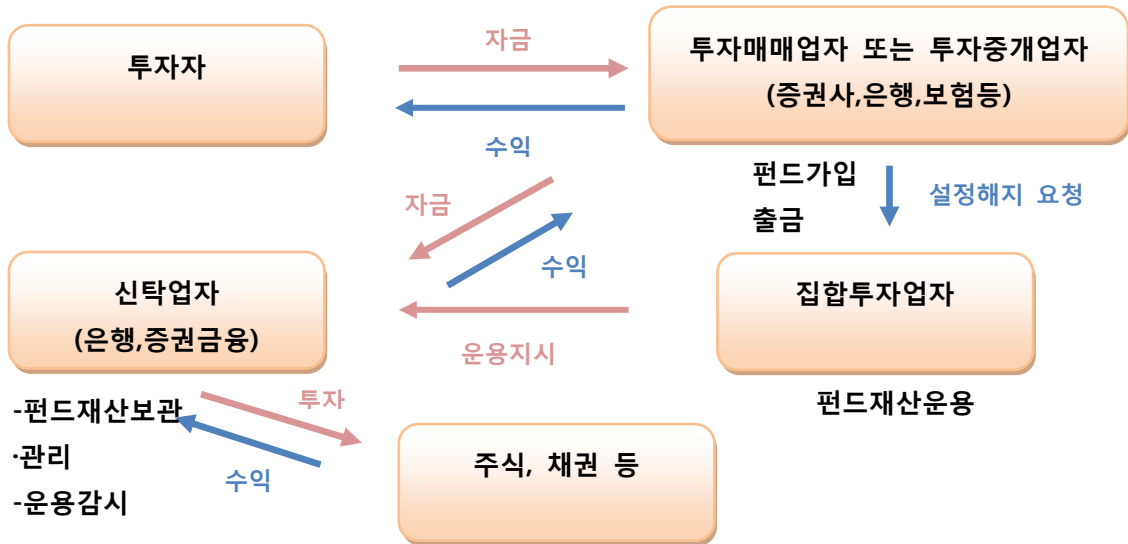 투자자
자금
수익
투자매매업자 또는 투자중개업자
(증권사,은행,보험등)
펀드가입
출금
설정해지 요청
자금
수익
신탁업자
(은행,증권금융)
운용지시
집합투자업자
펀드재산운용
-펀드재산보관
·관리
-운용감시
투자
수익
주식, 채권 등